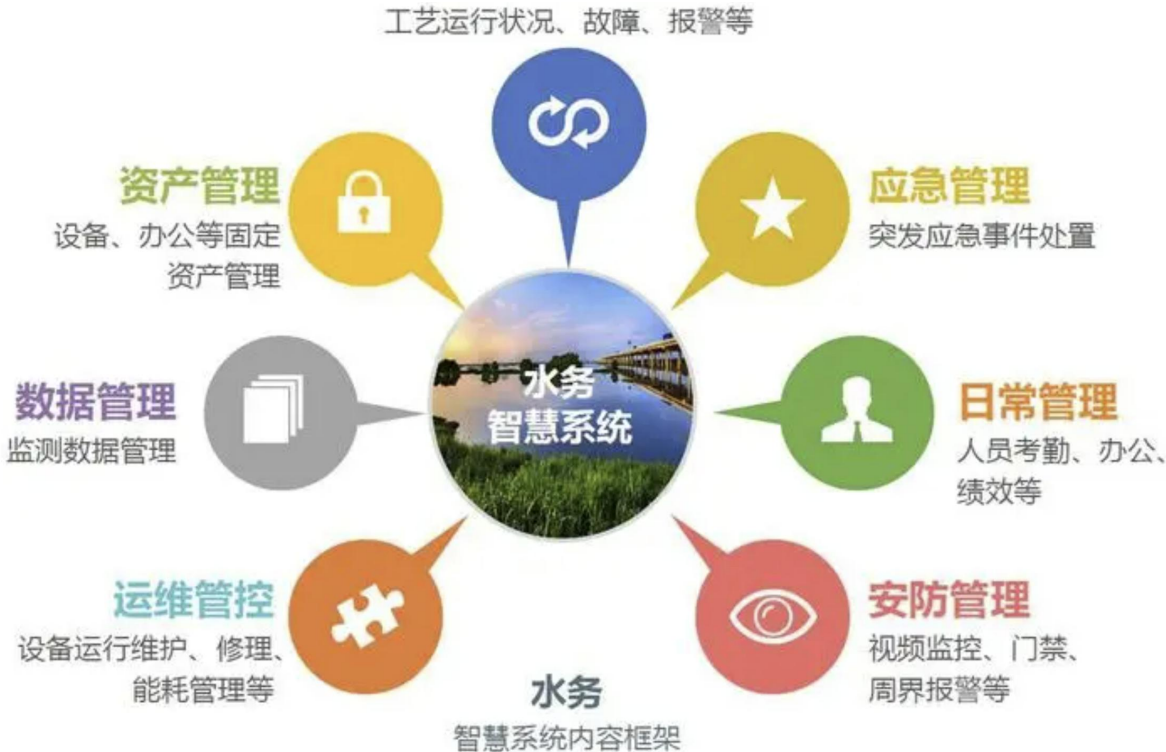 工艺运行状况、故障、报警等
资产管理
设备、办公等固定
资产管理
应急管理
突发应急事件处置
数据管理
监测数据管理
水务
智慧系统
日常管理
人员考勤、办公、
绩效等
运维管控
设备运行维护、修理、
能耗管理等
安防管理
视频监控、门禁、
周界报警等
水务
智慧系统内容框架